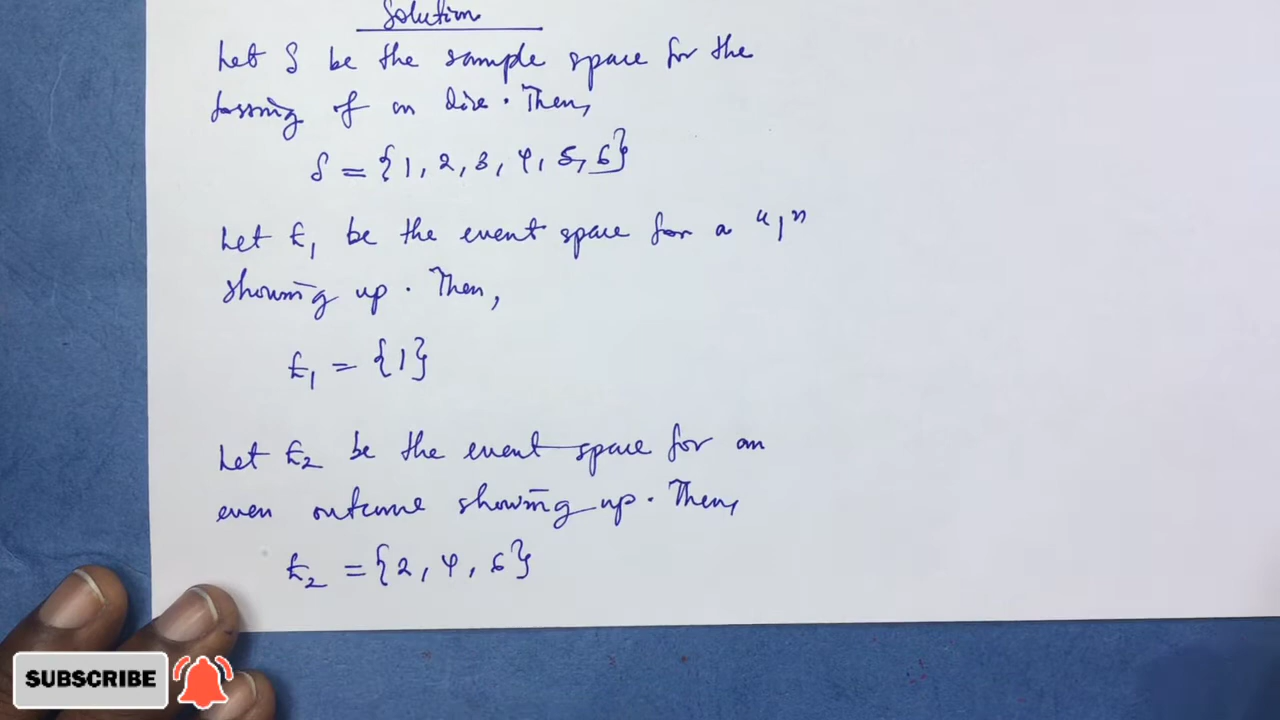 Solution
Let S be the sample space for the
tossing of an dice. Then,
S = {1, 2, 3, 4, 5, 6}
Let E1 be the event space for a "1"
showing up. Then,
E1 = {1}
Let E2 be the event space for an
even outcome showing up. Then,
E2 = {2, 4, 6}
SUBSCRIBE